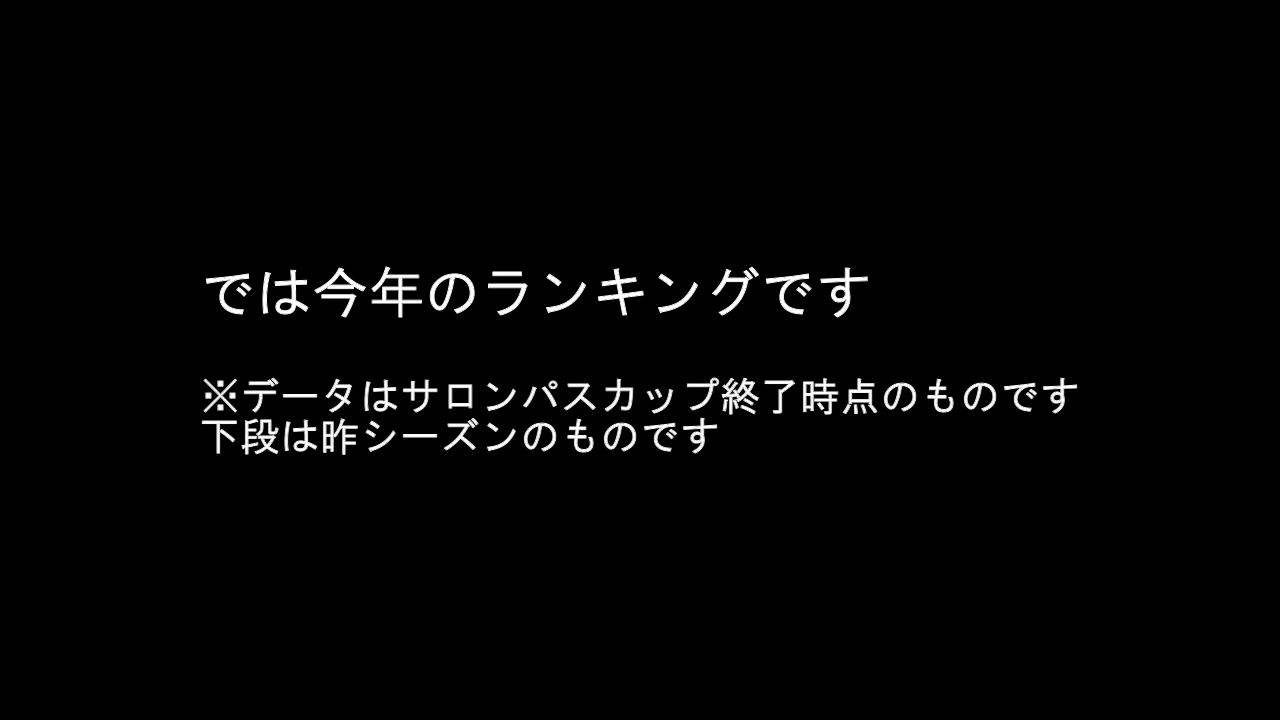 では今年のランキングです
※データはサロンパスカップ終了時点のものです
下段は昨シーズンのものです